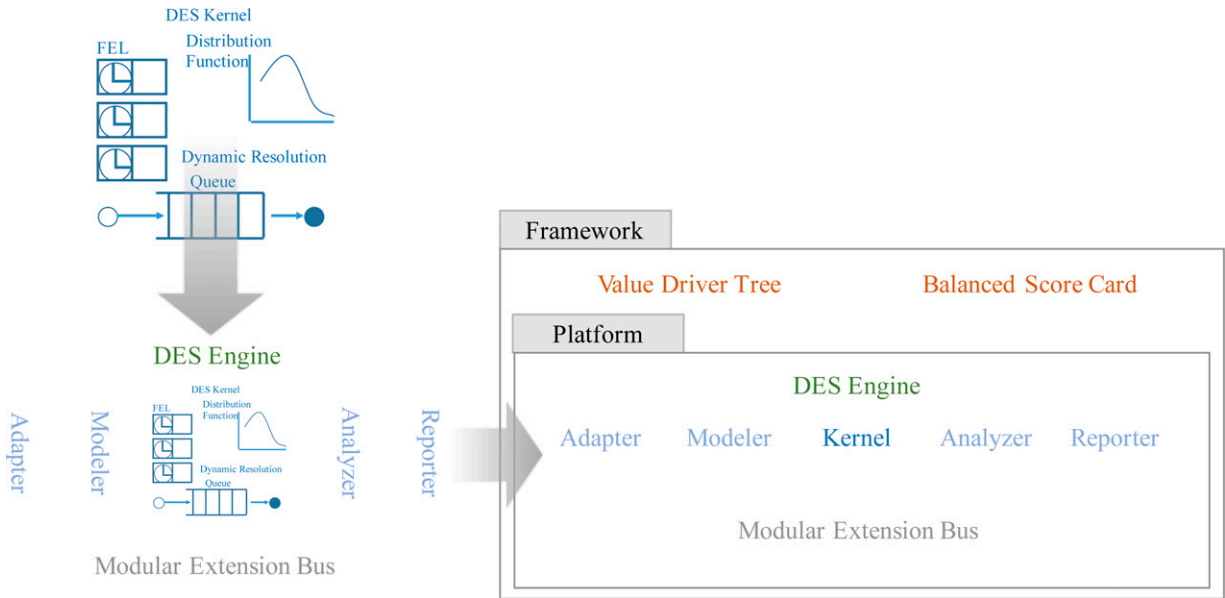 DES Kernel
FEL
Distribution
Function
Dynamic Resolution
Queue
DES Engine
Adapter
Modeler
DES Kernel
FEL
Distribution
Function
Dynamic Resolution
Queue
Analyzer
Reporter
Modular Extension Bus
Framework
Value Driver Tree
Balanced Score Card
Platform
DES Engine
Adapter Modeler Kernel Analyzer Reporter
Modular Extension Bus